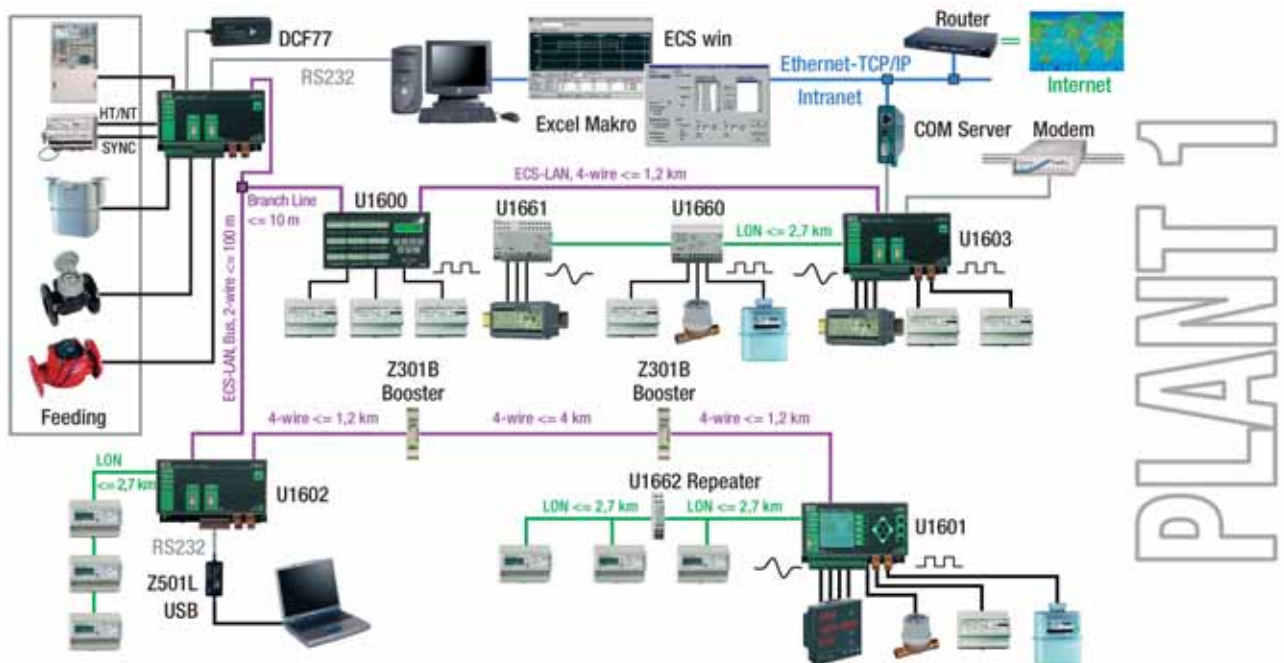 DCF77
RS232
ECS win
Excel Makro
Ethernet-TCP/IP
Intranet
Router
Internet
COM Server
Modem
HT/NT
SYNC
Feeding
ECS-LAN, Bus, 2-wire <= 100 m
Branch Line
<= 10 m
ECS-LAN, 4-wire <= 1,2 km
U1600
U1661
U1660
LON <= 2,7 km
U1603
Z301B
Booster
Z301B
Booster
4-wire <= 1,2 km
4-wire <= 4 km
4-wire <= 1,2 km
LON
<= 2,7 km
U1602
RS232
Z501L
USB
U1662 Repeater
LON <= 2,7 km
LON <= 2,7 km
U1601
PLANT 1